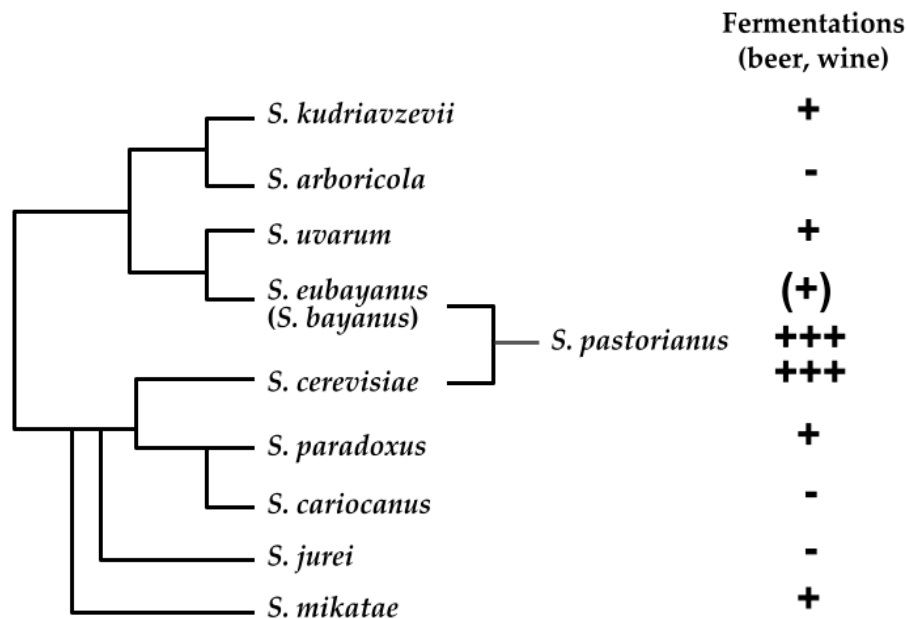 Fermentations
(beer, wine)
S. kudriavzevii +
S. arboricola -
S. uvarum +
S. eubayanus (+)
(S. bayanus)
S. pastorianus +++
S. cerevisiae +++
S. paradoxus +
S. cariocanus -
S. jurei -
S. mikatae +